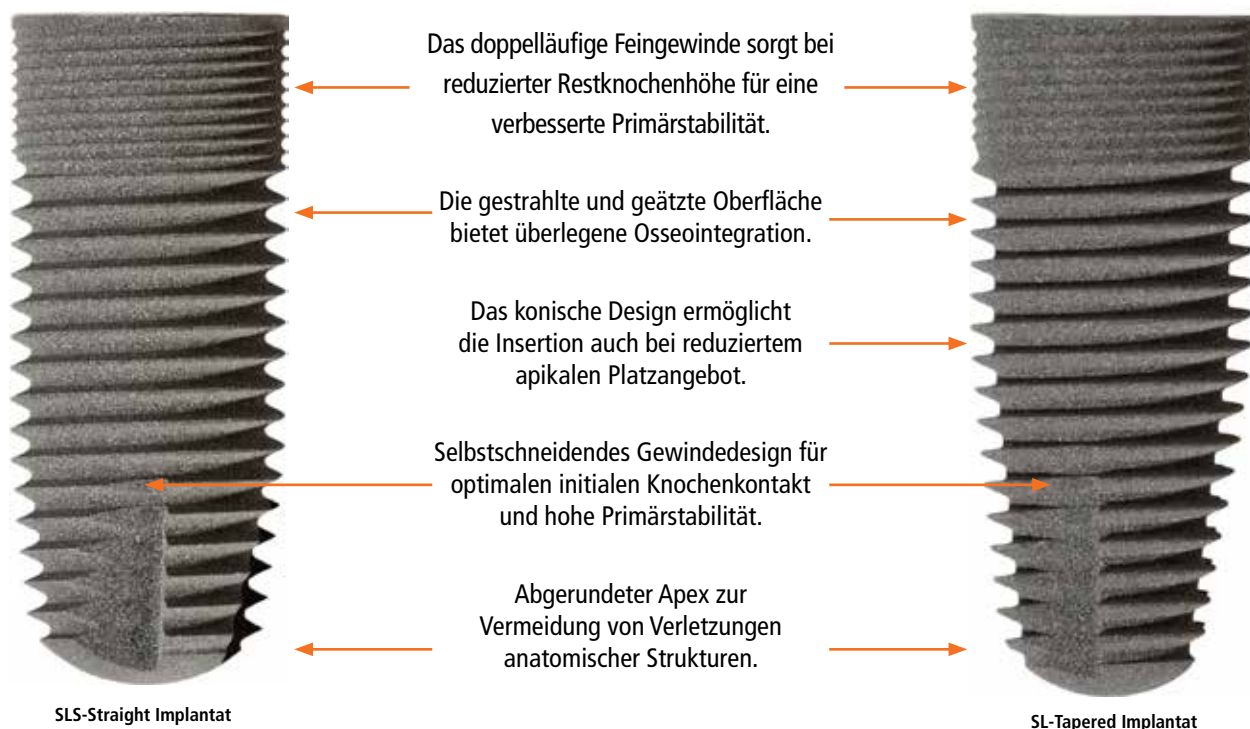 Das doppelläufige Feingewinde sorgt bei
reduzierter Restknochenhöhe für eine
verbesserte Primärstabilität.
Die gestrahlte und geätzte Oberfläche
bietet überlegene Osseointegration.
Das konische Design ermöglicht
die Insertion auch bei reduziertem
apikalen Platzangebot.
Selbstschneidendes Gewindedesign für
optimalen initialen Knochenkontakt
und hohe Primärstabilität.
Abgerundeter Apex zur
Vermeidung von Verletzungen
anatomischer Strukturen.
SLS-Straight Implantat
SL-Tapered Implantat